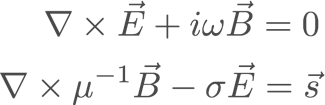 ∇ × E⃗ + iωB⃗ = 0
∇ × μ⁻¹B⃗ − σE⃗ = s⃗